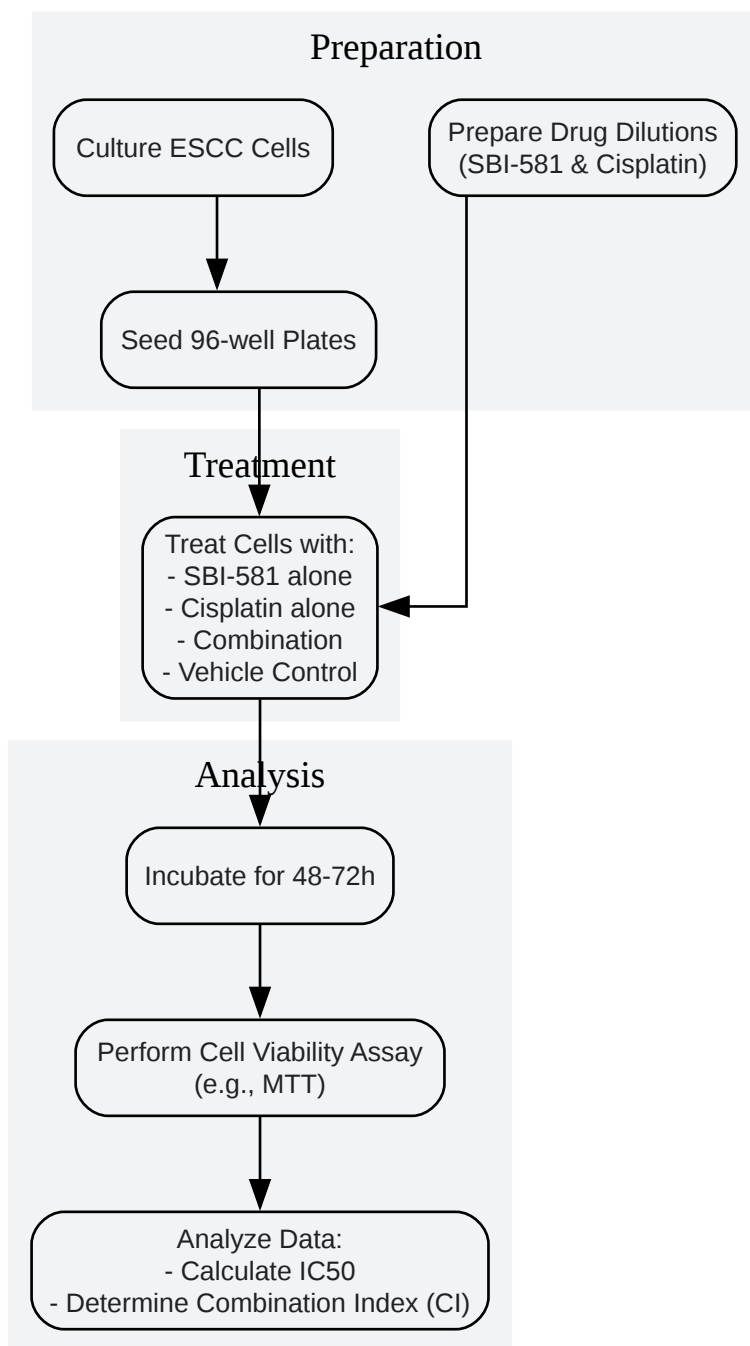 Preparation
Culture ESCC Cells
Prepare Drug Dilutions
(SBI-581 & Cisplatin)
Seed 96-well Plates
Treatment
Treat Cells with:
- SBI-581 alone
- Cisplatin alone
- Combination
- Vehicle Control
Analysis
Incubate for 48-72h
Perform Cell Viability Assay
(e.g., MTT)
Analyze Data:
- Calculate IC50
- Determine Combination Index (CI)